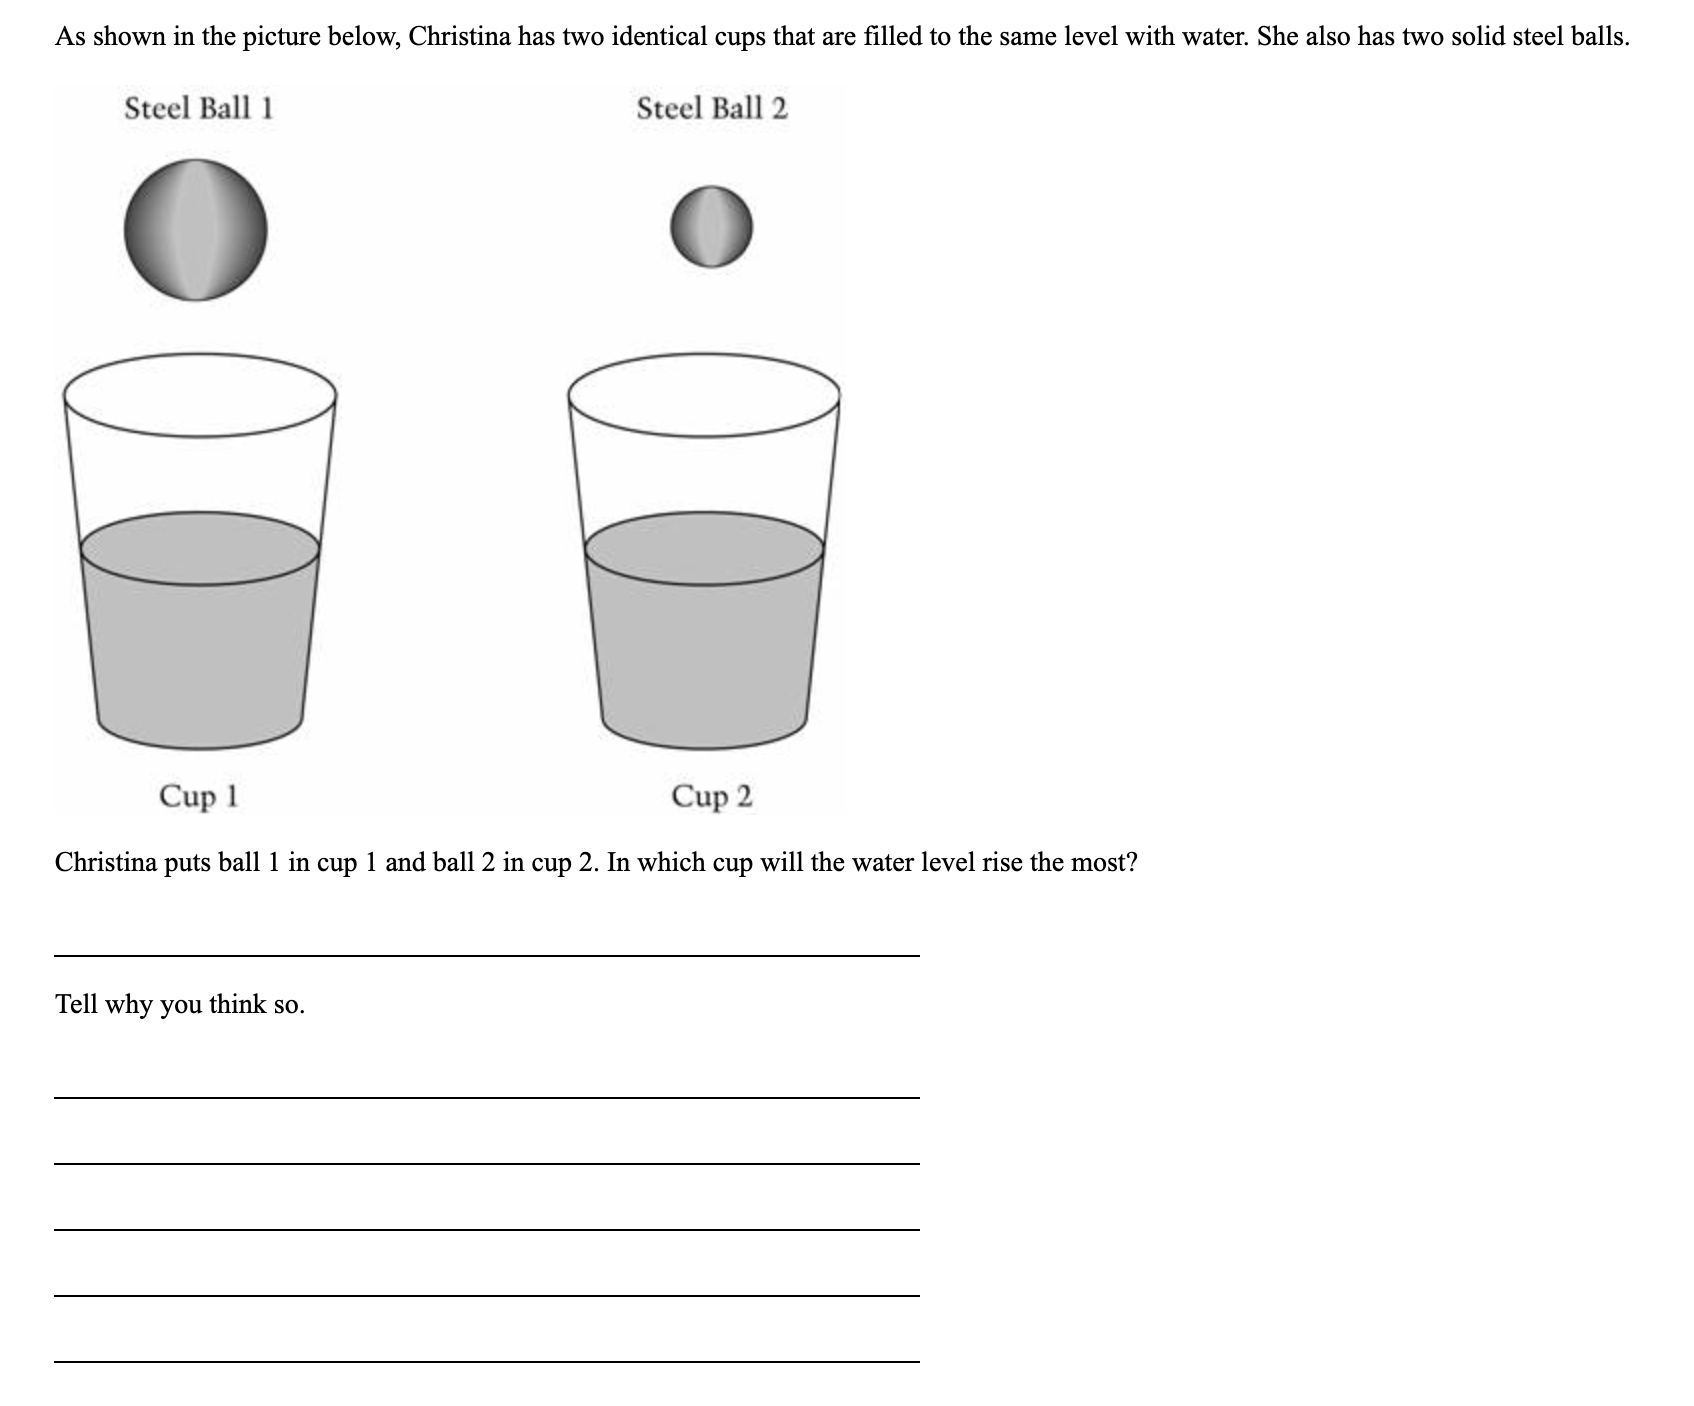 As shown in the picture below, Christina has two identical cups that are filled to the same level with water. She also has two solid steel balls.
Steel Ball 1
Steel Ball 2
Cup 1
Cup 2
Christina puts ball 1 in cup 1 and ball 2 in cup 2. In which cup will the water level rise the most?
Tell why you think so.